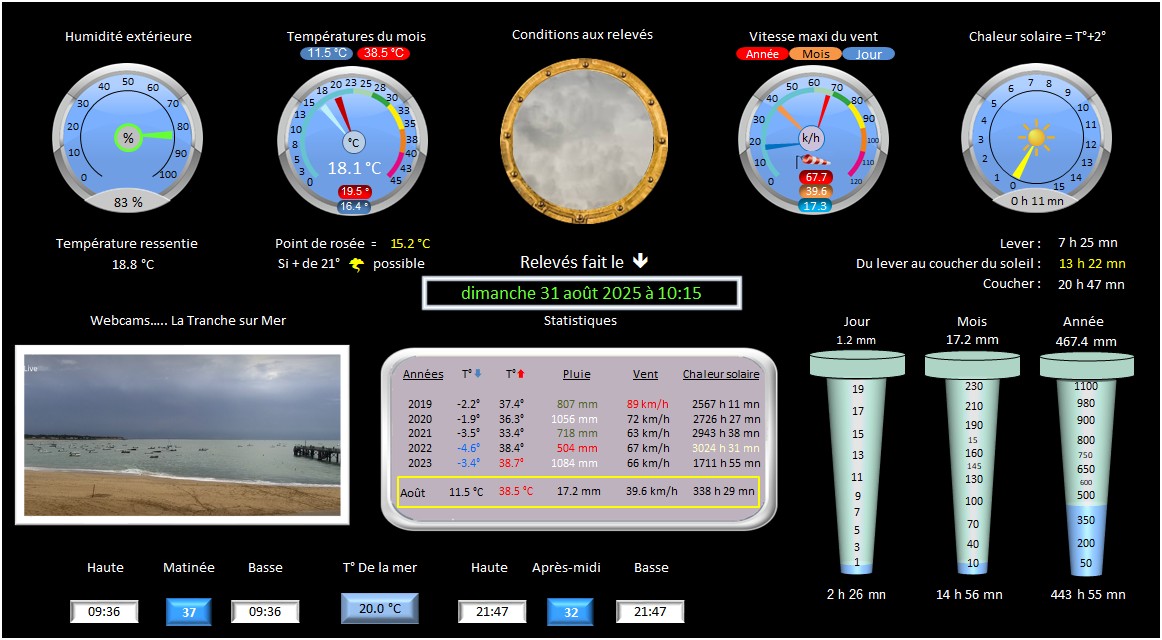 Humidité extérieure
Températures du mois
Conditions aux relevés
Vitesse maxi du vent
Chaleur solaire = T°+2°
11.5 °C 38.5 °C
Année Mois Jour
0 10 20 30 40 50 60 70 80 90 100
%
83 %
0 3 5 8 10 13 15 18 20 23 25 28 30 33 35 38 40 43 45
°C
18.1 °C
19.5 °
16.4 °
0 10 20 30 40 50 60 70 80 90 100 110 120
k/h
67.7
39.6
17.3
0 1 2 3 4 5 6 7 8 9 10 11 12 13 14 15
0 h 11 mn
Température ressentie
18.8 °C
Point de rosée = 15.2 °C
Si + de 21° possible
Relevés fait le
dimanche 31 août 2025 à 10:15
Lever : 7 h 25 mn
Du lever au coucher du soleil : 13 h 22 mn
Coucher : 20 h 47 mn
Webcams..... La Tranche sur Mer
Live
Statistiques
Années T° T° Pluie Vent Chaleur solaire
2019 -2.2° 37.4° 807 mm 89 km/h 2567 h 11 mn
2020 -1.9° 36.3° 1056 mm 72 km/h 2726 h 27 mn
2021 -3.5° 33.4° 718 mm 63 km/h 2943 h 38 mn
2022 -4.6° 38.4° 504 mm 67 km/h 3024 h 31 mn
2023 -3.4° 38.7° 1084 mm 66 km/h 1711 h 55 mn
Août 11.5 °C 38.5 °C 17.2 mm 39.6 km/h 338 h 29 mn
Jour
1.2 mm
19
17
15
13
11
9
7
5
3
1
2 h 26 mn
Mois
17.2 mm
230
210
190
15
160
145
130
100
70
40
10
14 h 56 mn
Année
467.4 mm
1100
980
900
800
750
650
600
500
350
200
50
443 h 55 mn
Haute Matinée Basse
09:36 37 09:36
T° De la mer
20.0 °C
Haute Après-midi Basse
21:47 32 21:47